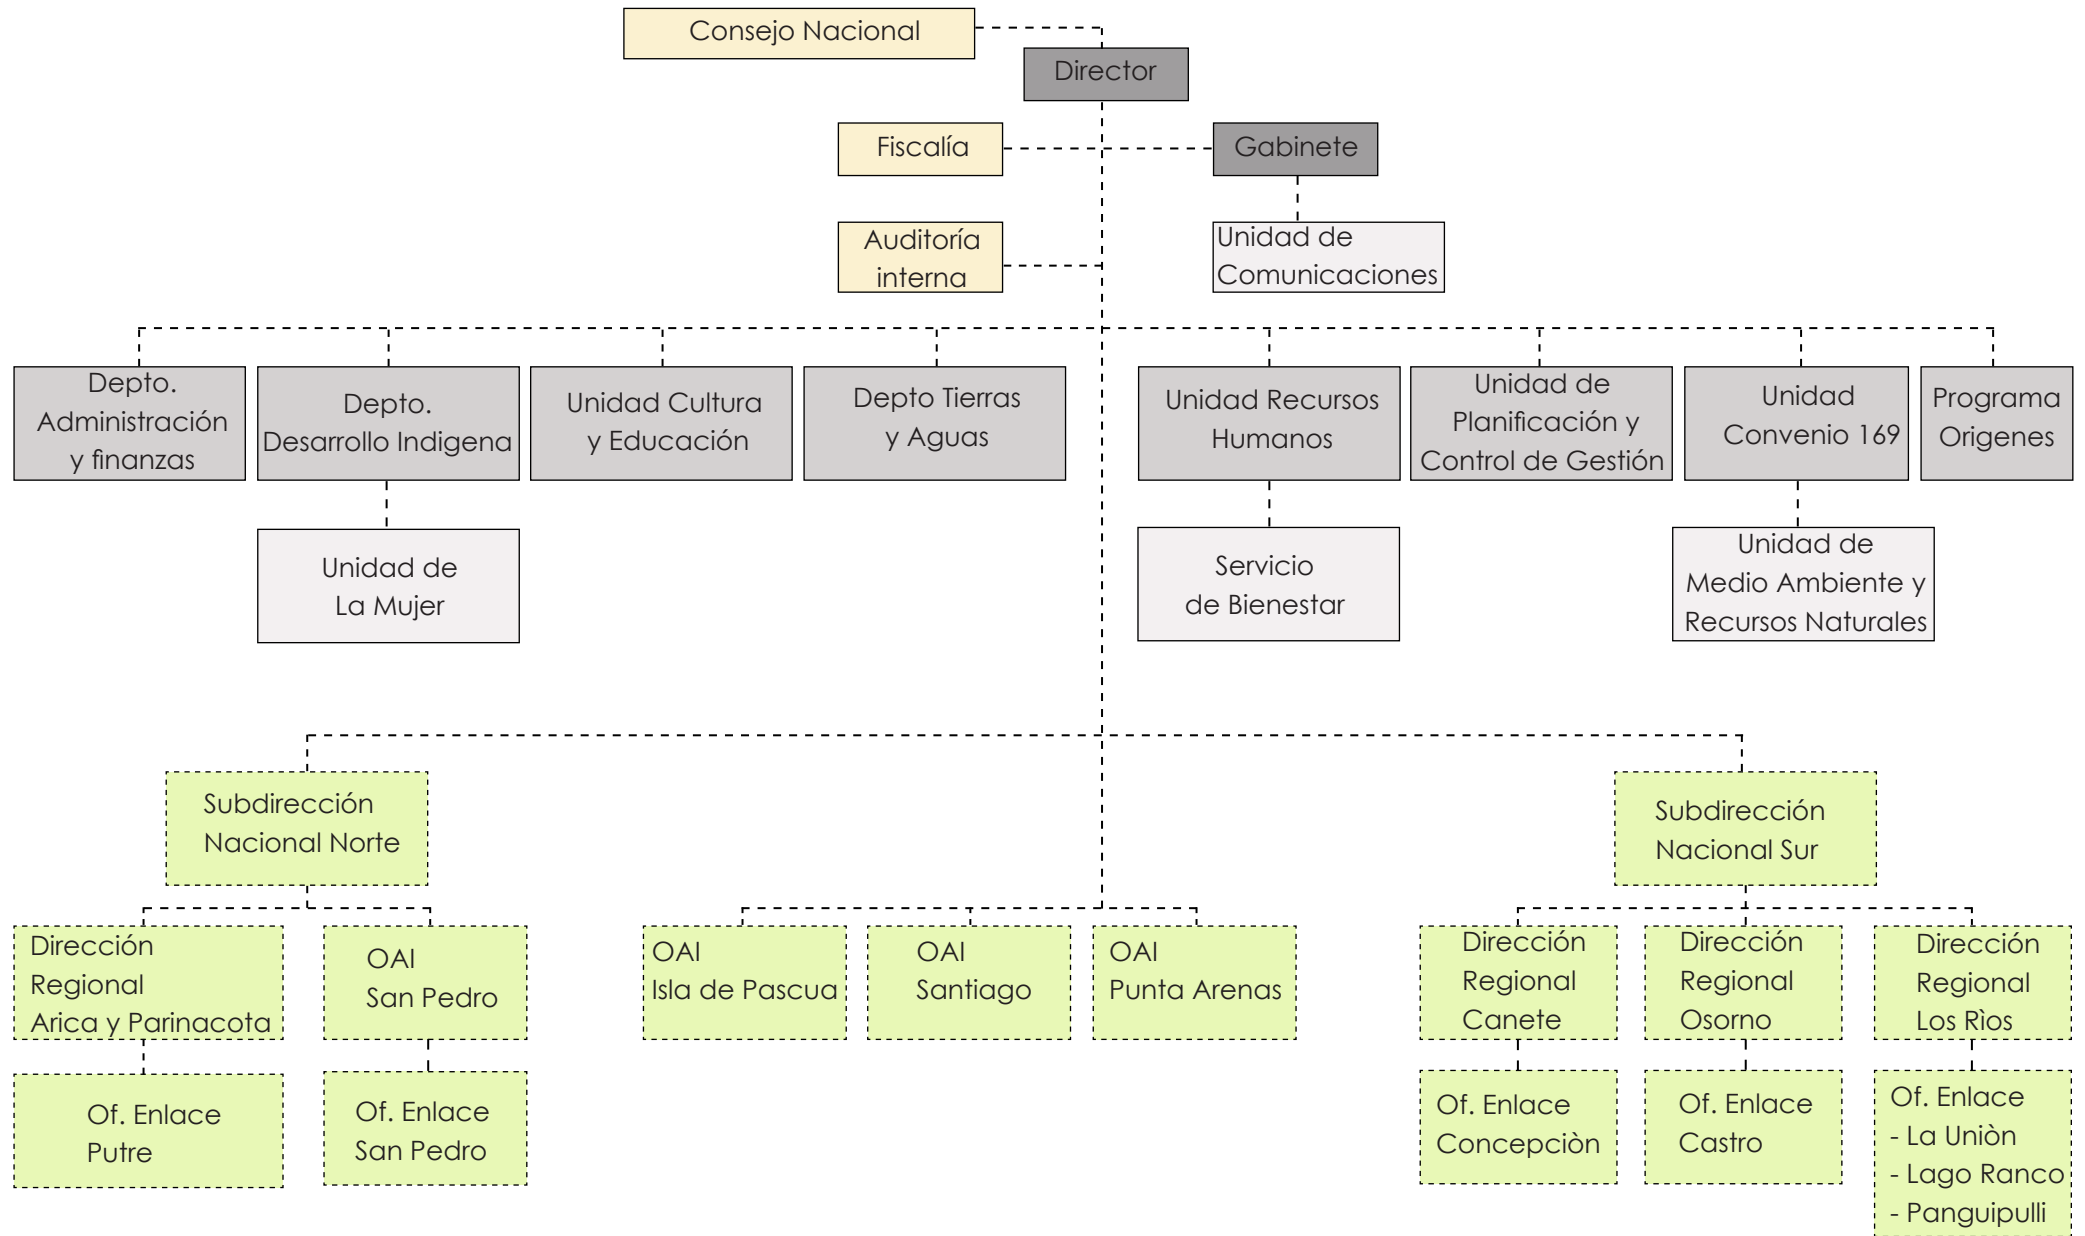 Consejo Nacional
Director
Fiscalía
Gabinete
Auditoría
interna
Unidad de
Comunicaciones
Depto.
Administración
y finanzas
Depto.
Desarrollo Indigena
Unidad Cultura
y Educación
Depto Tierras
y Aguas
Unidad Recursos
Humanos
Unidad de
Planificación y
Control de Gestión
Unidad
Convenio 169
Programa
Origenes
Unidad de
La Mujer
Servicio
de Bienestar
Unidad de
Medio Ambiente y
Recursos Naturales
Subdirección
Nacional Norte
Subdirección
Nacional Sur
Dirección
Regional
Arica y Parinacota
OAI
San Pedro
OAI
Isla de Pascua
OAI
Santiago
OAI
Punta Arenas
Dirección
Regional
Canete
Dirección
Regional
Osorno
Dirección
Regional
Los Rìos
Of. Enlace
Putre
Of. Enlace
San Pedro
Of. Enlace
Concepciòn
Of. Enlace
Castro
Of. Enlace
- La Uniòn
- Lago Ranco
- Panguipulli